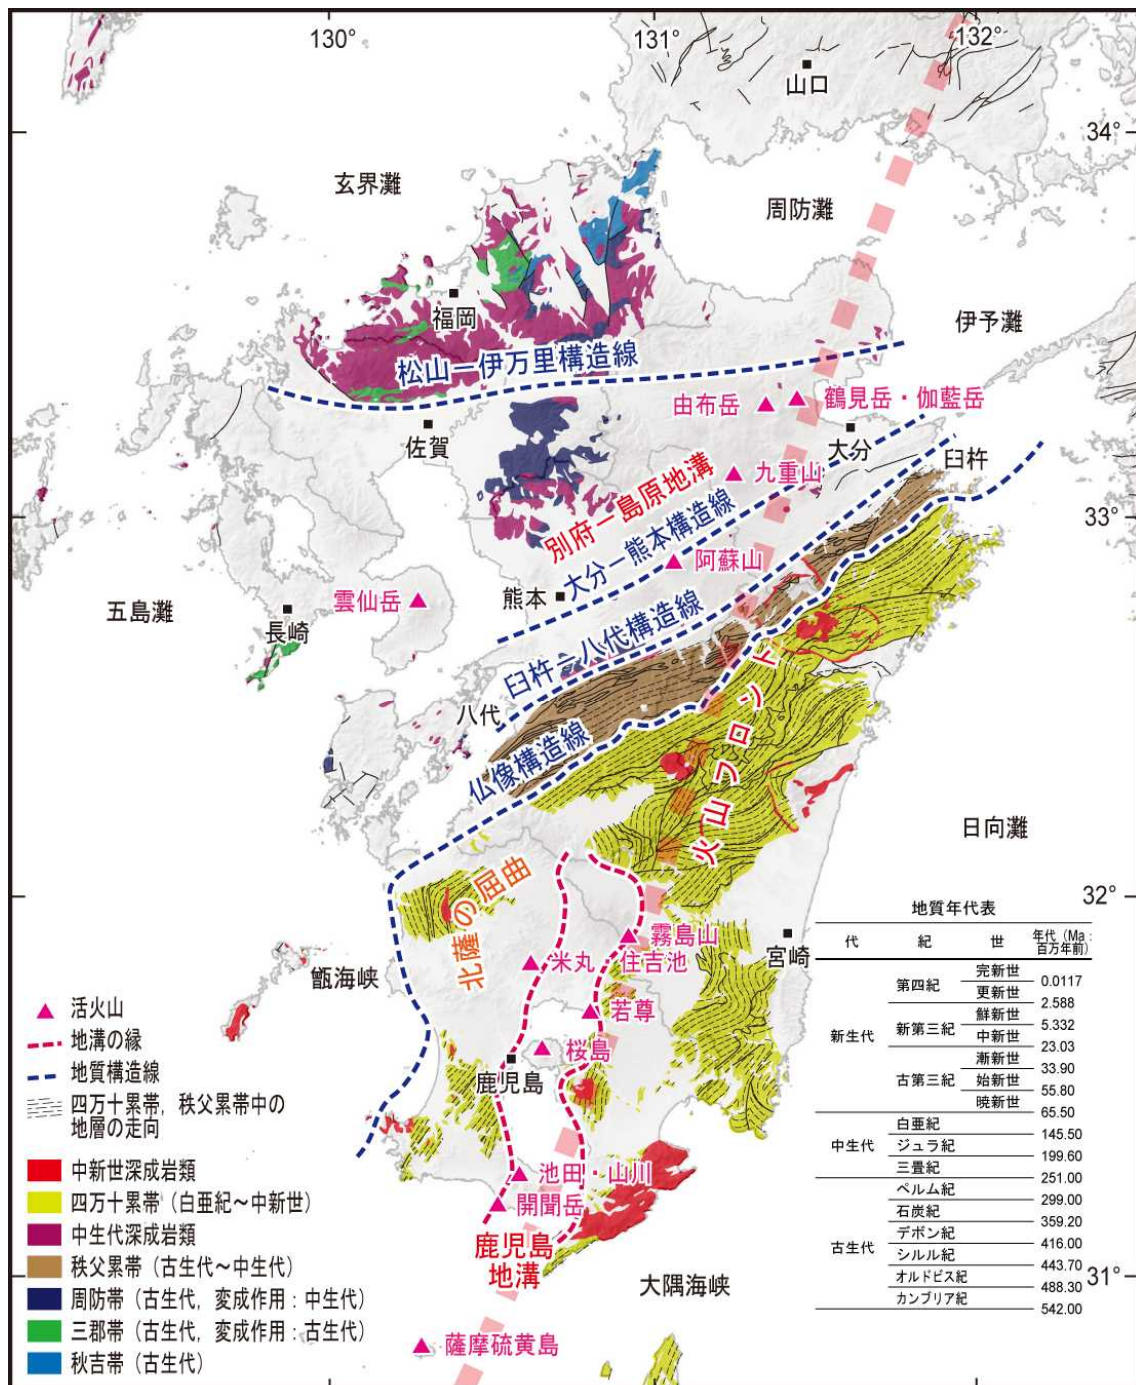 130°
131°
132°
山口
34°
玄界灘
周防灘
福岡
伊予灘
松山－伊万里構造線
由布岳
鶴見岳・伽藍岳
佐賀
大分
臼杵
九重山
別府－島原地溝
大分－熊本構造線
33°
阿蘇山
五島灘
雲仙岳
熊本
長崎
臼杵－八代構造線
八代
仏像構造線
火山フロント
日向灘
北薩の屈曲
32°
霧島山
宮崎
米丸 住吉池
甑海峡
若尊
桜島
鹿児島
池田・山川
開聞岳
鹿児島
地溝
大隅海峡
31°
薩摩硫黄島
活火山
地溝の縁
地質構造線
四万十累帯，秩父累帯中の
地層の走向
中新世深成岩類
四万十累帯（白亜紀～中新世）
中生代深成岩類
秩父累帯（古生代～中生代）
周防帯（古生代，変成作用：中生代）
三郡帯（古生代，変成作用：古生代）
秋吉帯（古生代）
地質年代表
代 紀 世 年代（Ma：
百万年前）
完新世
第四紀 0.0117
更新世
2.588
鮮新世
新第三紀 5.332
新生代 中新世
23.03
漸新世
33.90
古第三紀 始新世
55.80
暁新世
65.50
白亜紀
145.50
中生代 ジュラ紀
199.60
三畳紀
251.00
ペルム紀
299.00
石炭紀
359.20
デボン紀
古生代 416.00
シルル紀
443.70
オルドビス紀
488.30
カンブリア紀
542.00